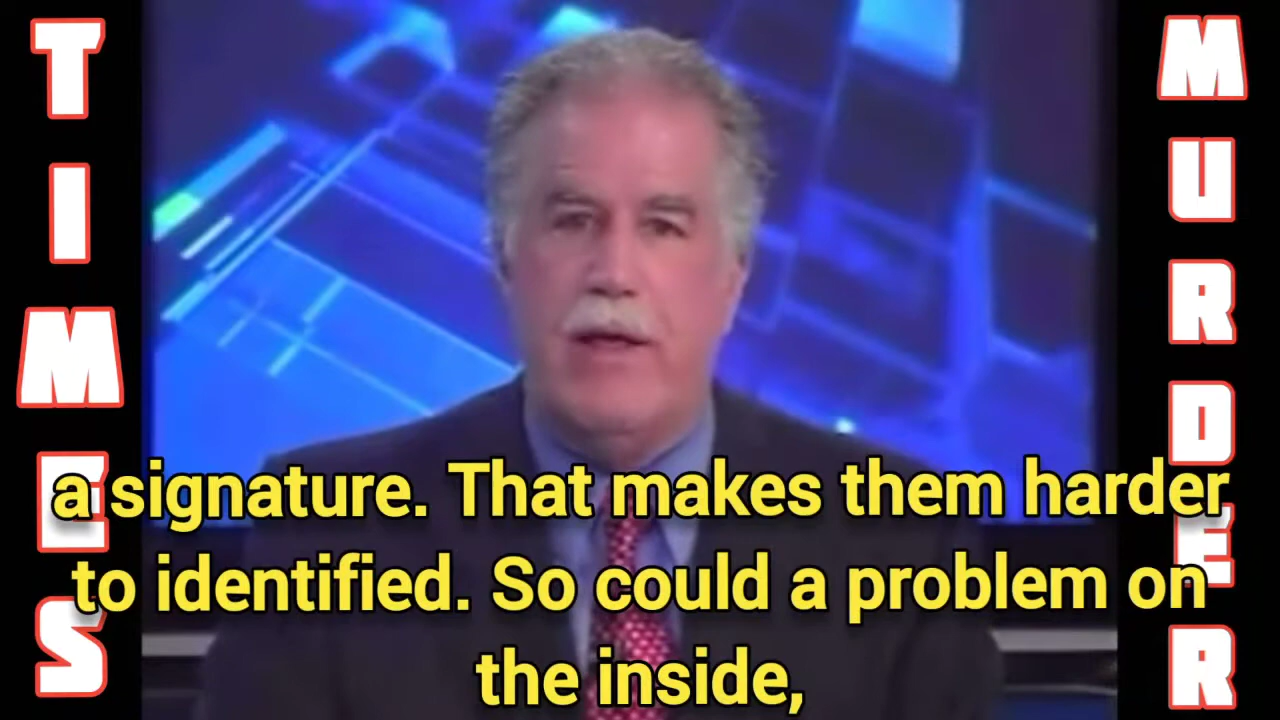 TIMES
MURDER
a signature. That makes them harder
to identified. So could a problem on
the inside,